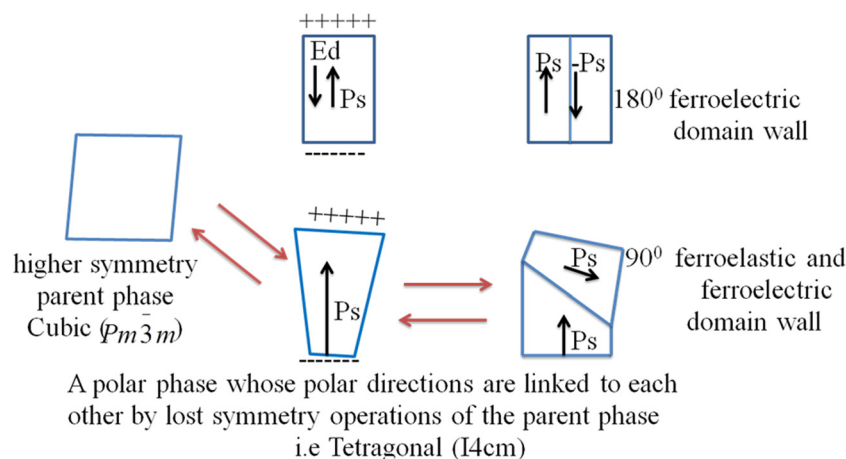 +++++
Ed
Ps
-------
Ps -Ps
180⁰ ferroelectric
domain wall
+++++
Ps
-------
higher symmetry
parent phase
Cubic (Pm3̄m)
Ps
Ps
90⁰ ferroelastic and
ferroelectric
domain wall
A polar phase whose polar directions are linked to each
other by lost symmetry operations of the parent phase
i.e Tetragonal (I4cm)